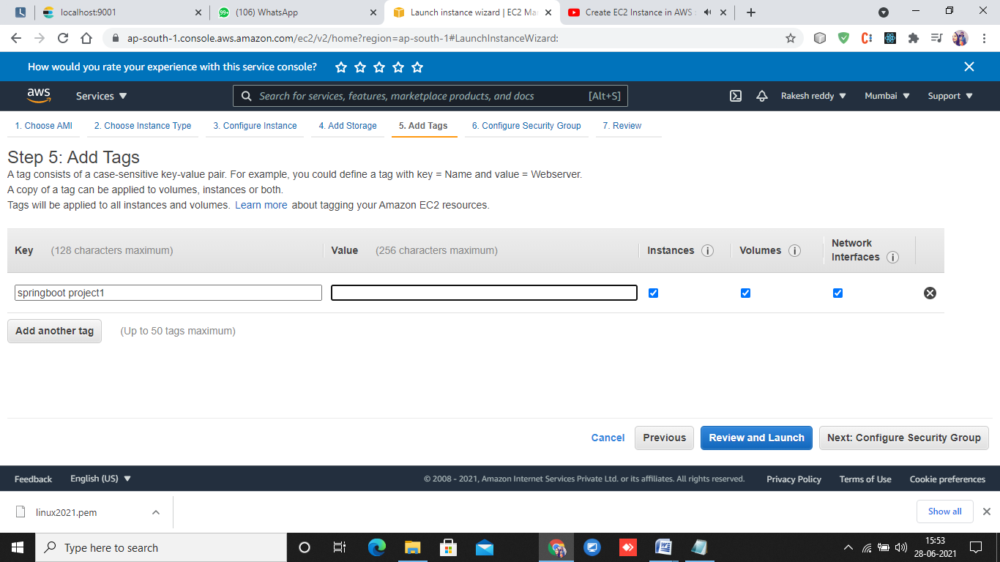 localhost:9001
99+ (106) WhatsApp
Launch instance wizard | EC2 Ma
Create EC2 Instance in AWS
ap-south-1.console.aws.amazon.com/ec2/v2/home?region=ap-south-1#LaunchInstanceWizard:
How would you rate your experience with this service console?
aws Services Search for services, features, marketplace products, and docs [Alt+S] Rakesh reddy Mumbai Support
1. Choose AMI 2. Choose Instance Type 3. Configure Instance 4. Add Storage 5. Add Tags 6. Configure Security Group 7. Review
Step 5: Add Tags
A tag consists of a case-sensitive key-value pair. For example, you could define a tag with key = Name and value = Webserver.
A copy of a tag can be applied to volumes, instances or both.
Tags will be applied to all instances and volumes. Learn more about tagging your Amazon EC2 resources.
Key (128 characters maximum) Value (256 characters maximum) Instances Volumes Network
Interfaces
springboot project1
Add another tag (Up to 50 tags maximum)
Cancel Previous Review and Launch Next: Configure Security Group
Feedback English (US) © 2008 - 2021, Amazon Internet Services Private Ltd. or its affiliates. All rights reserved. Privacy Policy Terms of Use Cookie preferences
linux2021.pem Show all
Type here to search
15:53
28-06-2021